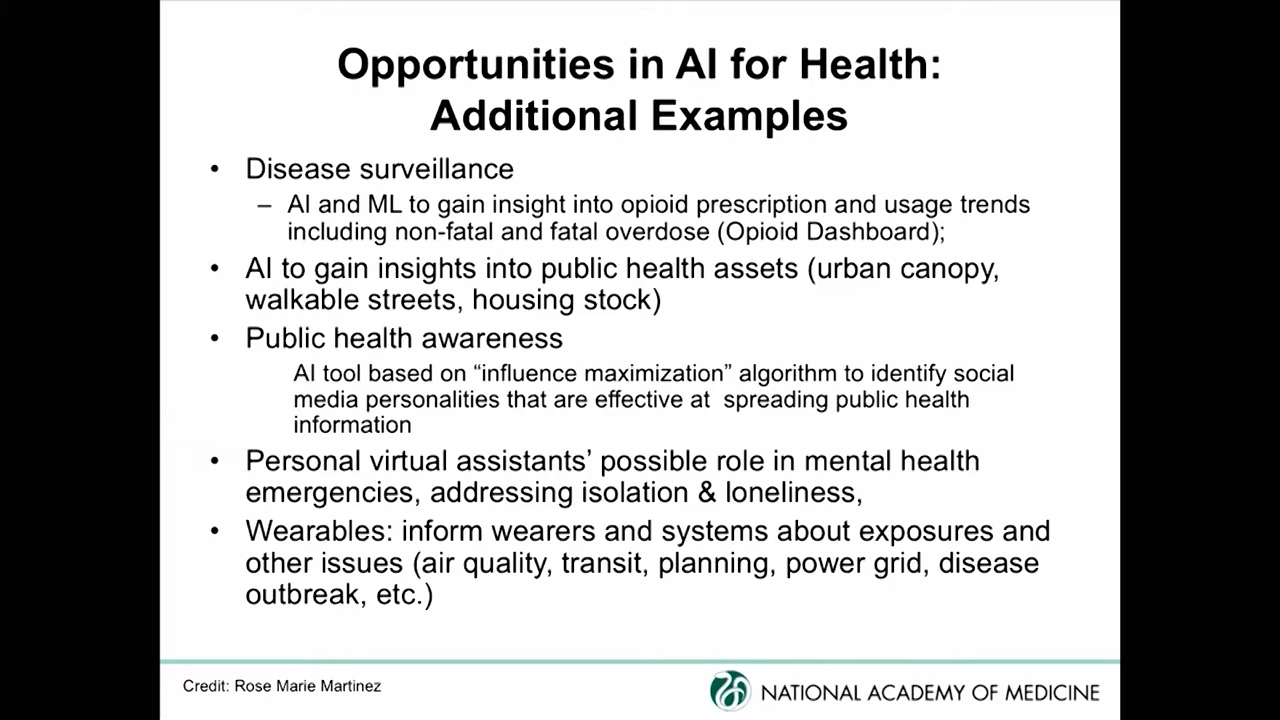 Opportunities in AI for Health:
Additional Examples
• Disease surveillance
– AI and ML to gain insight into opioid prescription and usage trends
including non-fatal and fatal overdose (Opioid Dashboard);
• AI to gain insights into public health assets (urban canopy,
walkable streets, housing stock)
• Public health awareness
AI tool based on “influence maximization” algorithm to identify social
media personalities that are effective at  spreading public health
information
• Personal virtual assistants’ possible role in mental health
emergencies, addressing isolation & loneliness,
• Wearables: inform wearers and systems about exposures and
other issues (air quality, transit, planning, power grid, disease
outbreak, etc.)
Credit: Rose Marie Martinez
NATIONAL ACADEMY OF MEDICINE